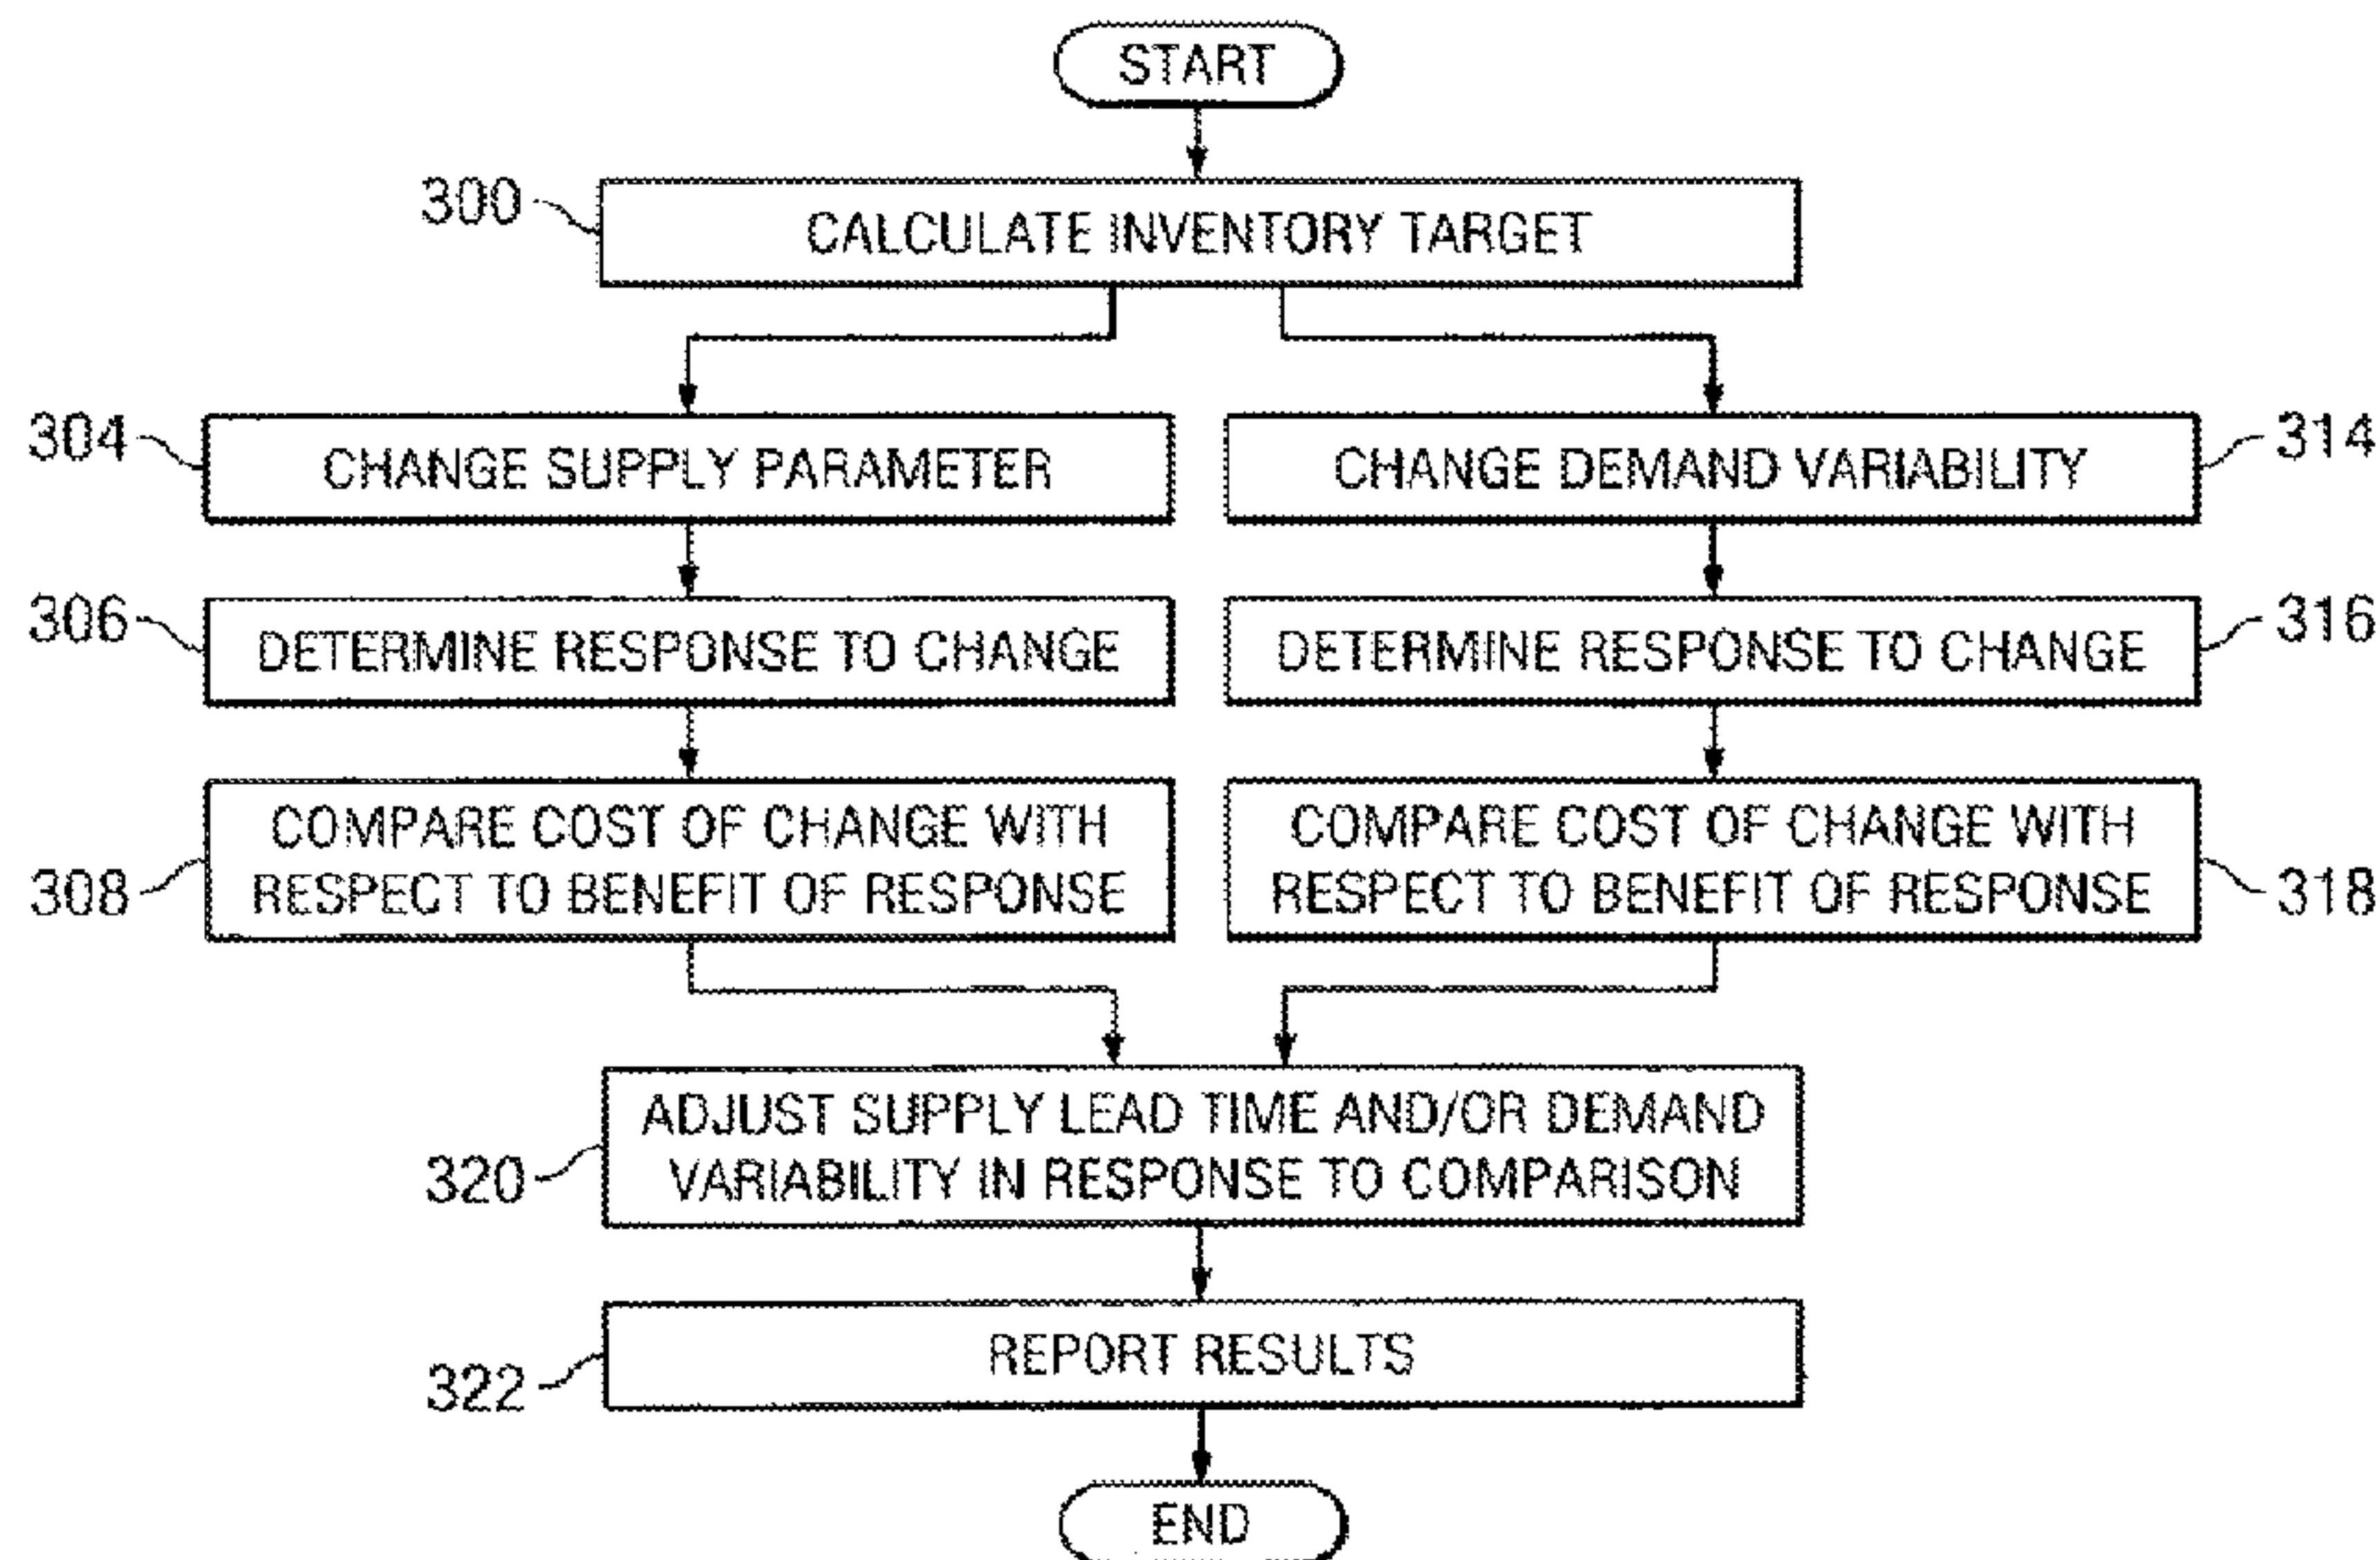 START
300
CALCULATE INVENTORY TARGET
304
CHANGE SUPPLY PARAMETER
CHANGE DEMAND VARIABILITY
314
306
DETERMINE RESPONSE TO CHANGE
DETERMINE RESPONSE TO CHANGE
316
308
COMPARE COST OF CHANGE WITH
RESPECT TO BENEFIT OF RESPONSE
COMPARE COST OF CHANGE WITH
RESPECT TO BENEFIT OF RESPONSE
318
320
ADJUST SUPPLY LEAD TIME AND/OR DEMAND
VARIABILITY IN RESPONSE TO COMPARISON
322
REPORT RESULTS
END